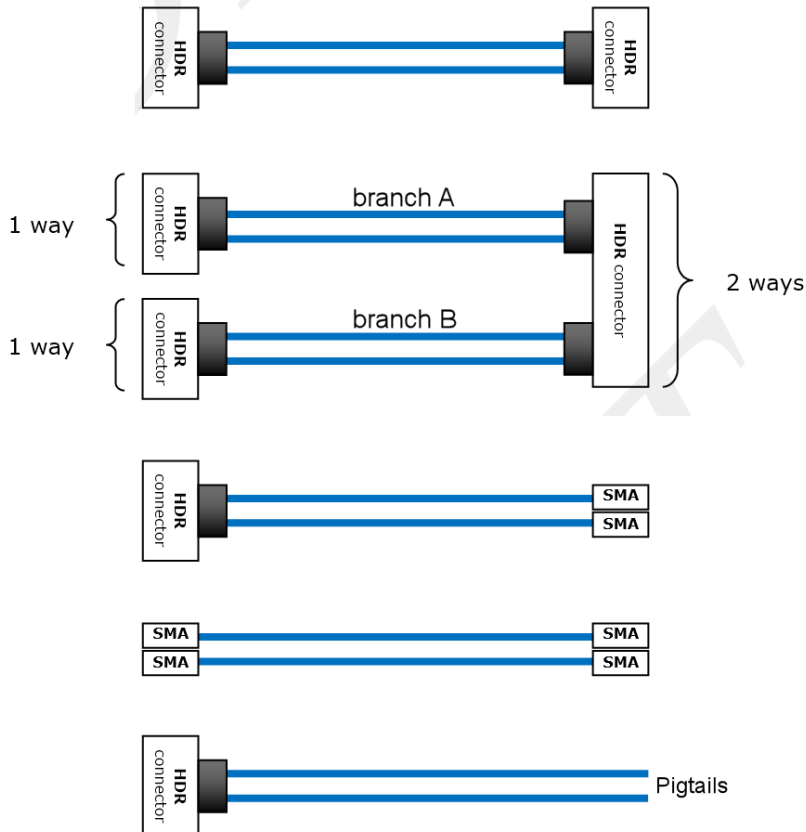 HDR
connector
HDR
connector
1 way
HDR
connector
branch A
HDR connector
2 ways
1 way
HDR
connector
branch B
HDR
connector
SMA
SMA
SMA
SMA
SMA
SMA
HDR
connector
Pigtails